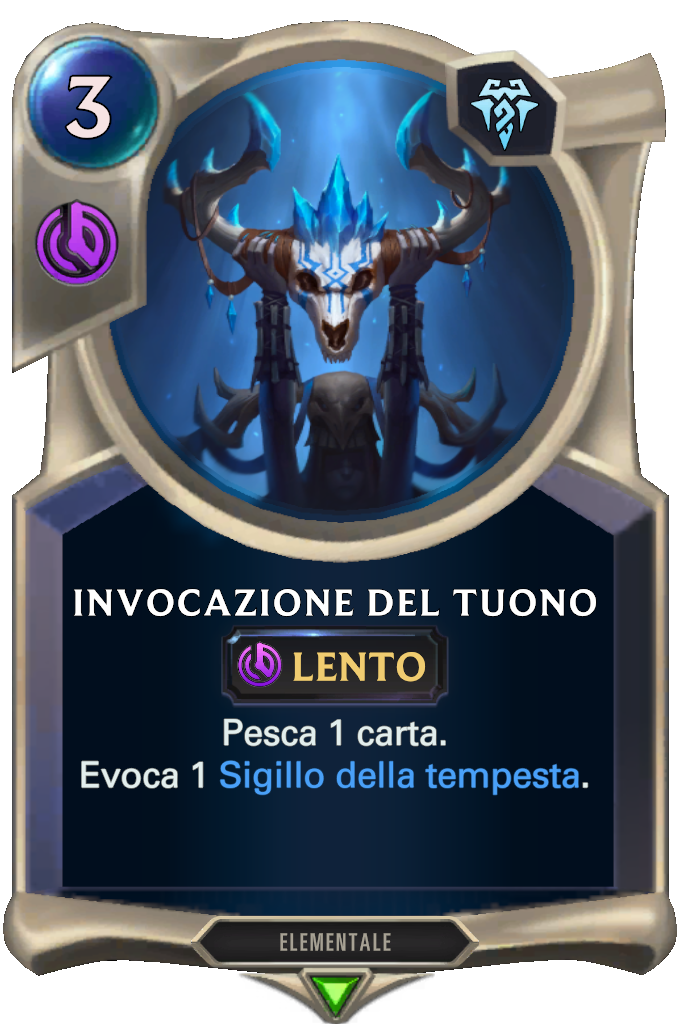 3
INVOCAZIONE DEL TUONO
LENTO
Pesca 1 carta.
Evoca 1 Sigillo della tempesta.
ELEMENTALE